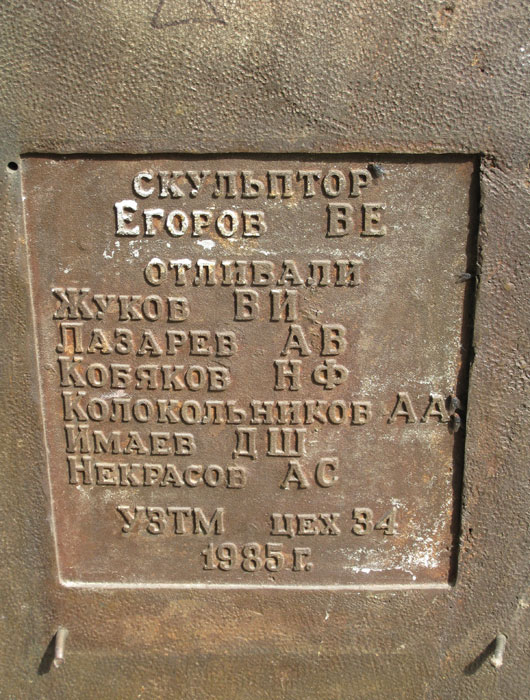 СКУЛЬПТОР
ЕГОРОВ ВЕ
ОТЛИВАЛИ
ЖУКОВ ВИ
ЛАЗАРЕВ АВ
КОБЯКОВ НФ
КОЛОКОЛЬНИКОВ АА
ИМАЕВ ДШ
НЕКРАСОВ АС
УЗТМ ЦЕХ 34
1985 Г.